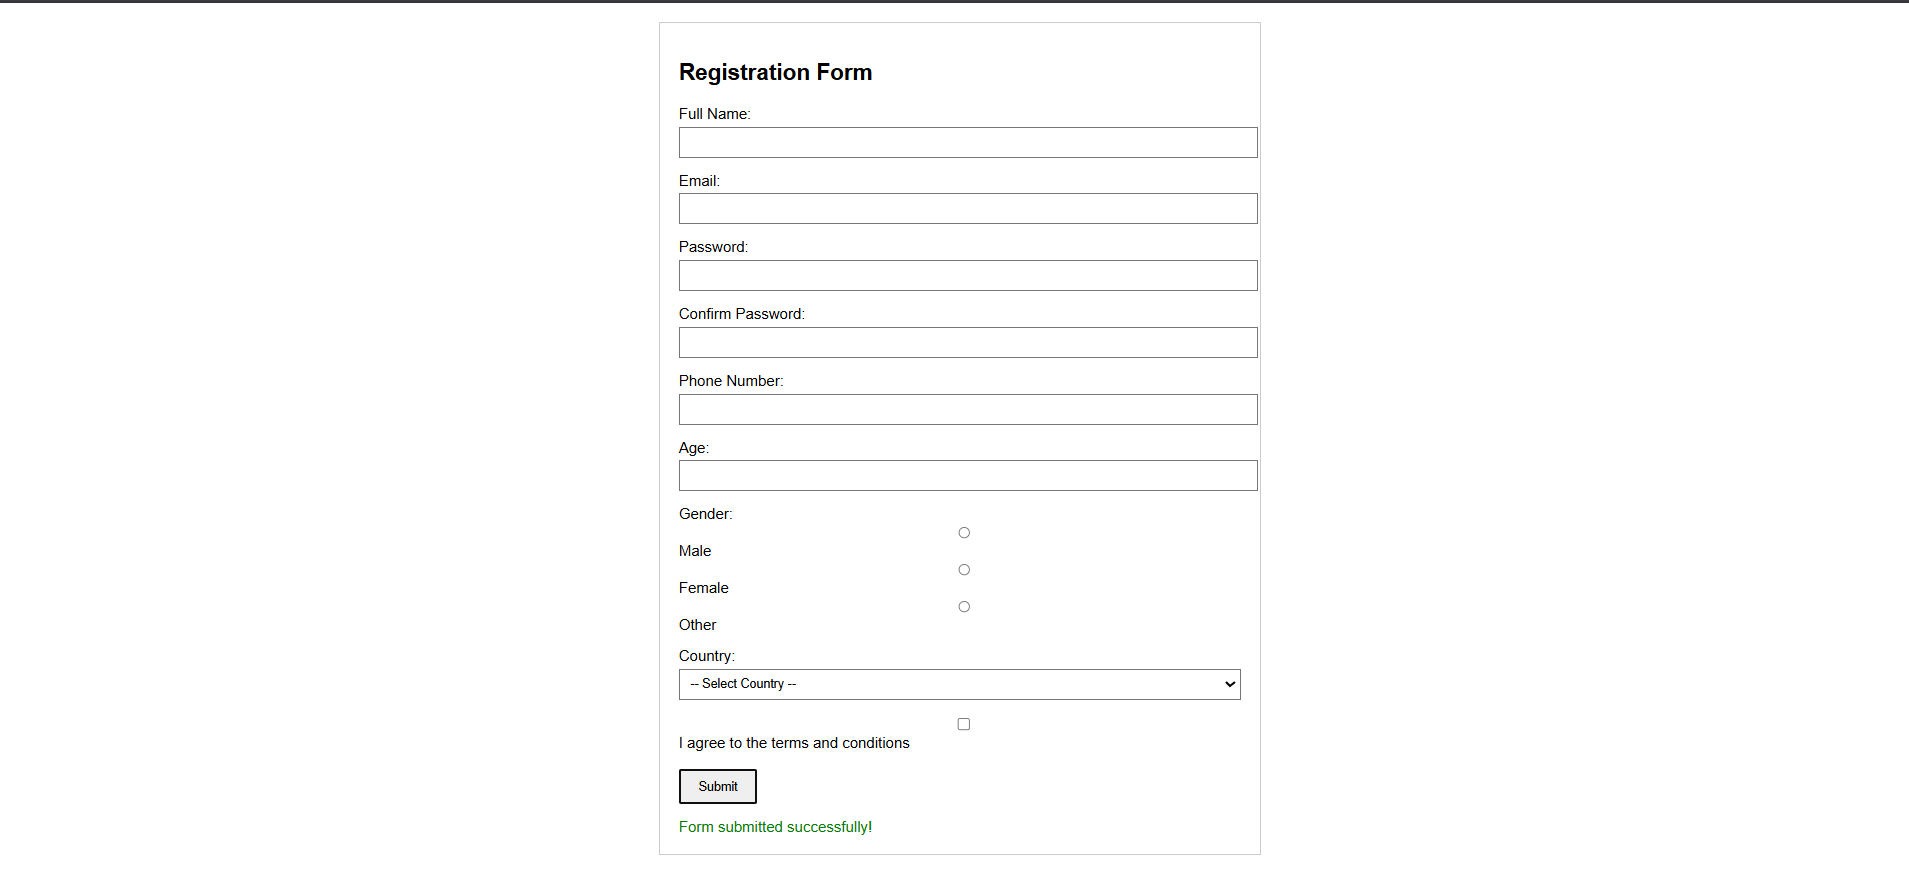 Registration Form
Full Name:
Email:
Password:
Confirm Password:
Phone Number:
Age:
Gender:
Male
Female
Other
Country:
-- Select Country --
I agree to the terms and conditions
Submit
Form submitted successfully!